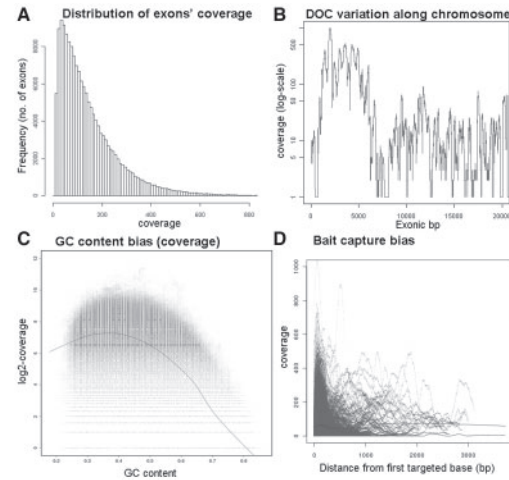 A Distribution of exons' coverage
Frequency (no. of exons)
0 2000 4000 6000 8000
0 200 400 600 800
coverage
B DOC variation along chromosome
coverage (log-scale)
1 5 10 50 100 500
0 5000 10000 15000 20000
Exonic bp
C GC content bias (coverage)
log2-coverage
0 2 4 6 8 10 12
0.2 0.3 0.4 0.5 0.6 0.7 0.8
GC content
D Bait capture bias
coverage
0 200 400 600 800 1000
0 1000 2000 3000
Distance from first targeted base (bp)